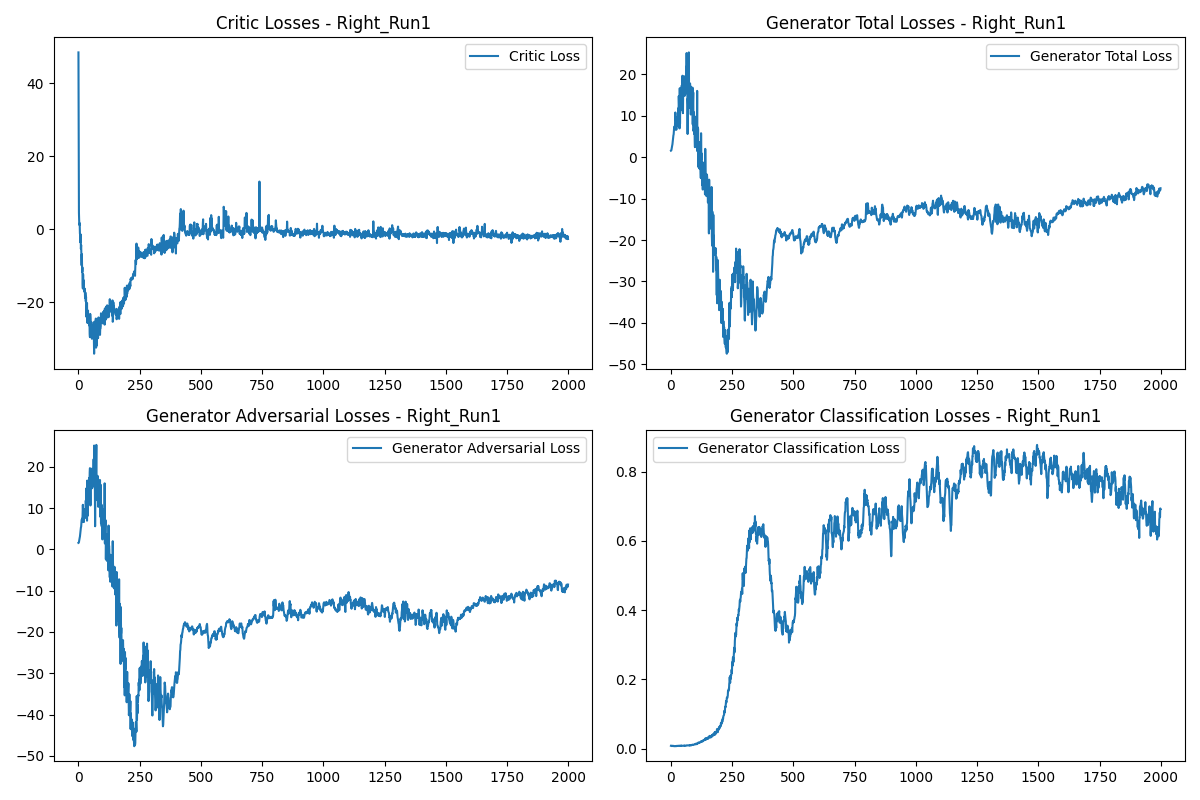 Critic Losses - Right_Run1
Critic Loss
40
20
0
−20
0 250 500 750 1000 1250 1500 1750 2000
Generator Total Losses - Right_Run1
Generator Total Loss
20
10
0
−10
−20
−30
−40
−50
0 250 500 750 1000 1250 1500 1750 2000
Generator Adversarial Losses - Right_Run1
Generator Adversarial Loss
20
10
0
−10
−20
−30
−40
−50
0 250 500 750 1000 1250 1500 1750 2000
Generator Classification Losses - Right_Run1
Generator Classification Loss
0.8
0.6
0.4
0.2
0.0
0 250 500 750 1000 1250 1500 1750 2000